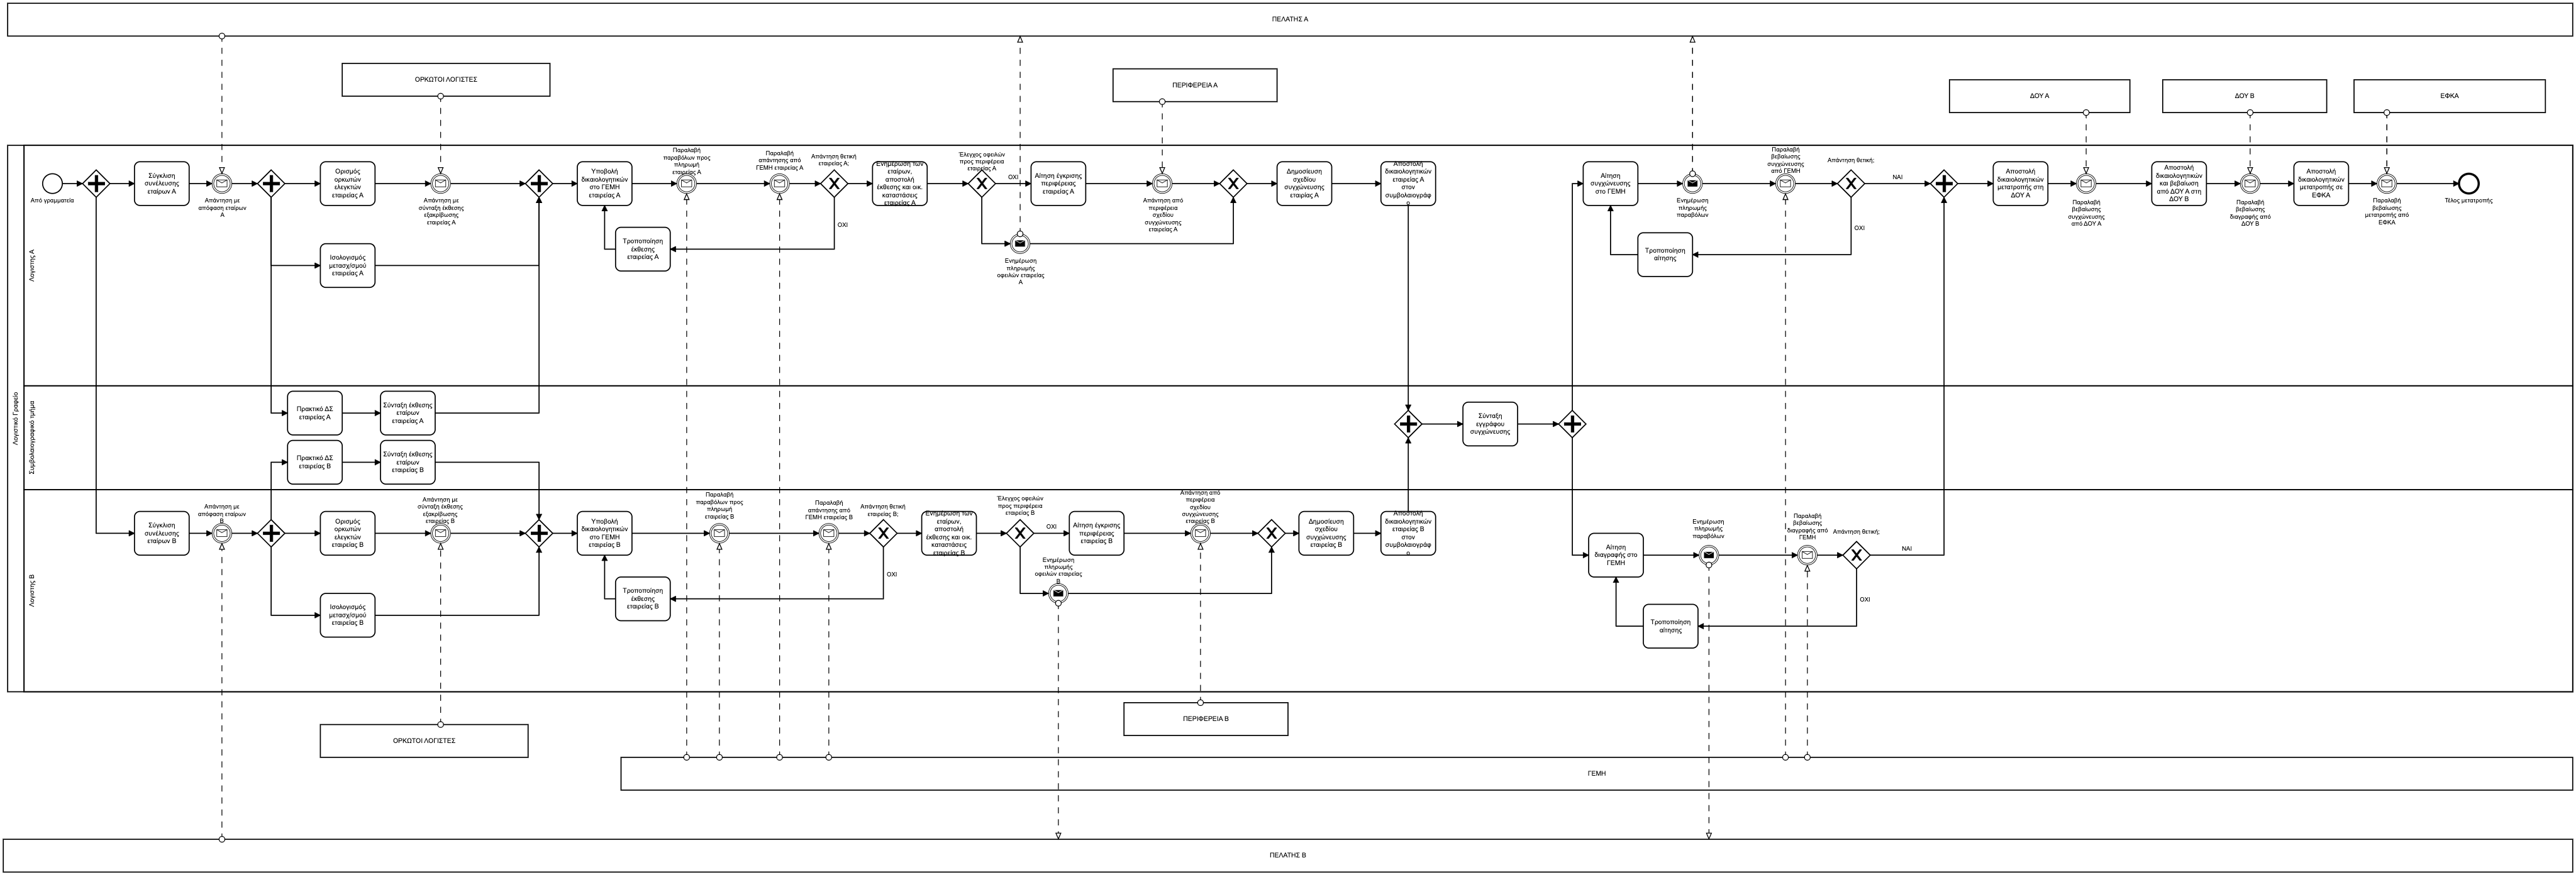 ΠΕΛΑΤΗΣ Α
ΟΡΚΩΤΟΙ ΛΟΓΙΣΤΕΣ
ΠΕΡΙΦΕΡΕΙΑ Α
ΔΟΥ Α
ΔΟΥ Β
ΕΦΚΑ
Λογιστικό Γραφείο
Λογιστης Α
Από γραμματεία
Σύγκλιση
συνέλευσης
εταίρων Α
Απάντηση με
απόφαση εταίρων
Α
Ορισμός
ορκωτών
ελεγκτών
εταιρείας Α
Ισολογισμός
μετασχ/σμού
εταιρείας Α
Απάντηση με
σύνταξη έκθεσης
εξακρίβωσης
εταιρείας Α
Υποβολή
δικαιολογητικών
στο ΓΕΜΗ
εταιρείας Α
Παραλαβή
παραβόλων προς
πληρωμή
εταιρείας Α
Παραλαβή
απάντησης από
ΓΕΜΗ εταιρείας Α
Απάντηση θετική
εταιρείας Α;
ΟΧΙ
Τροποποίηση
έκθεσης
εταιρείας Α
Ενημέρωση των
εταίρων,
αποστολή
έκθεσης και οικ.
καταστάσεις
εταιρείας Α
Έλεγχος οφειλών
προς περιφέρεια
εταιρείας Α
ΟΧΙ
Αίτηση έγκρισης
περιφέρειας
εταιρείας Α
Ενημέρωση
πληρωμής
οφειλών εταιρείας
Α
Απάντηση από
περιφέρεια
σχεδίου
συγχώνευσης
εταιρείας Α
Δημοσίευση
σχεδίου
συγχώνευσης
εταιρίας Α
Αποστολή
δικαιολογητικών
εταιρείας Α
στον
συμβολαιογράφ
ο
Αίτηση
συγχώνευσης
στο ΓΕΜΗ
Ενημέρωση
πληρωμής
παραβόλων
Παραλαβή
βεβαίωσης
συγχώνευσης
από ΓΕΜΗ
Απάντηση θετική;
ΝΑΙ
ΟΧΙ
Τροποποίηση
αίτησης
Αποστολή
δικαιολογητικών
μετατροπής στη
ΔΟΥ Α
Παραλαβή
βεβαίωσης
συγχώνευσης
από ΔΟΥ Α
Αποστολή
δικαιολογητικών
και βεβαίωση
από ΔΟΥ Α στη
ΔΟΥ Β
Παραλαβή
βεβαίωσης
διαγραφής από
ΔΟΥ Β
Αποστολή
δικαιολογητικών
μετατροπής σε
ΕΦΚΑ
Παραλαβή
βεβαίωσης
μετατροπής από
ΕΦΚΑ
Τέλος μετατροπής
Συμβολαιογραφικό τμήμα
Πρακτικό ΔΣ
εταιρείας Α
Σύνταξη έκθεσης
εταίρων
εταιρείας Α
Πρακτικό ΔΣ
εταιρείας Β
Σύνταξη έκθεσης
εταίρων
εταιρείας Β
Σύνταξη
εγγράφου
συγχώνευσης
Λογιστης Β
Σύγκλιση
συνέλευσης
εταίρων Β
Απάντηση με
απόφαση εταίρων
Β
Ορισμός
ορκωτών
ελεγκτών
εταιρείας Β
Ισολογισμός
μετασχ/σμού
εταιρείας Β
Απάντηση με
σύνταξη έκθεσης
εξακρίβωσης
εταιρείας Β
Υποβολή
δικαιολογητικών
στο ΓΕΜΗ
εταιρείας Β
Παραλαβή
παραβόλων προς
πληρωμή
εταιρείας Β
Παραλαβή
απάντησης από
ΓΕΜΗ εταιρείας Β
Απάντηση θετική
εταιρείας Β;
ΟΧΙ
Τροποποίηση
έκθεσης
εταιρείας Β
Ενημέρωση των
εταίρων,
αποστολή
έκθεσης και οικ.
καταστάσεις
εταιρείας Β
Έλεγχος οφειλών
προς περιφέρεια
εταιρείας Β
ΟΧΙ
Αίτηση έγκρισης
περιφέρειας
εταιρείας Β
Ενημέρωση
πληρωμής
οφειλών εταιρείας
Β
Απάντηση από
περιφέρεια
σχεδίου
συγχώνευσης
εταιρείας Β
Δημοσίευση
σχεδίου
συγχώνευσης
εταιρείας Β
Αποστολή
δικαιολογητικών
εταιρείας Β
στον
συμβολαιογράφ
ο
Αίτηση
διαγραφής στο
ΓΕΜΗ
Ενημέρωση
πληρωμής
παραβόλων
Παραλαβή
βεβαίωσης
διαγραφής από
ΓΕΜΗ
Απάντηση θετική;
ΝΑΙ
ΟΧΙ
Τροποποίηση
αίτησης
ΟΡΚΩΤΟΙ ΛΟΓΙΣΤΕΣ
ΠΕΡΙΦΕΡΕΙΑ Β
ΓΕΜΗ
ΠΕΛΑΤΗΣ Β